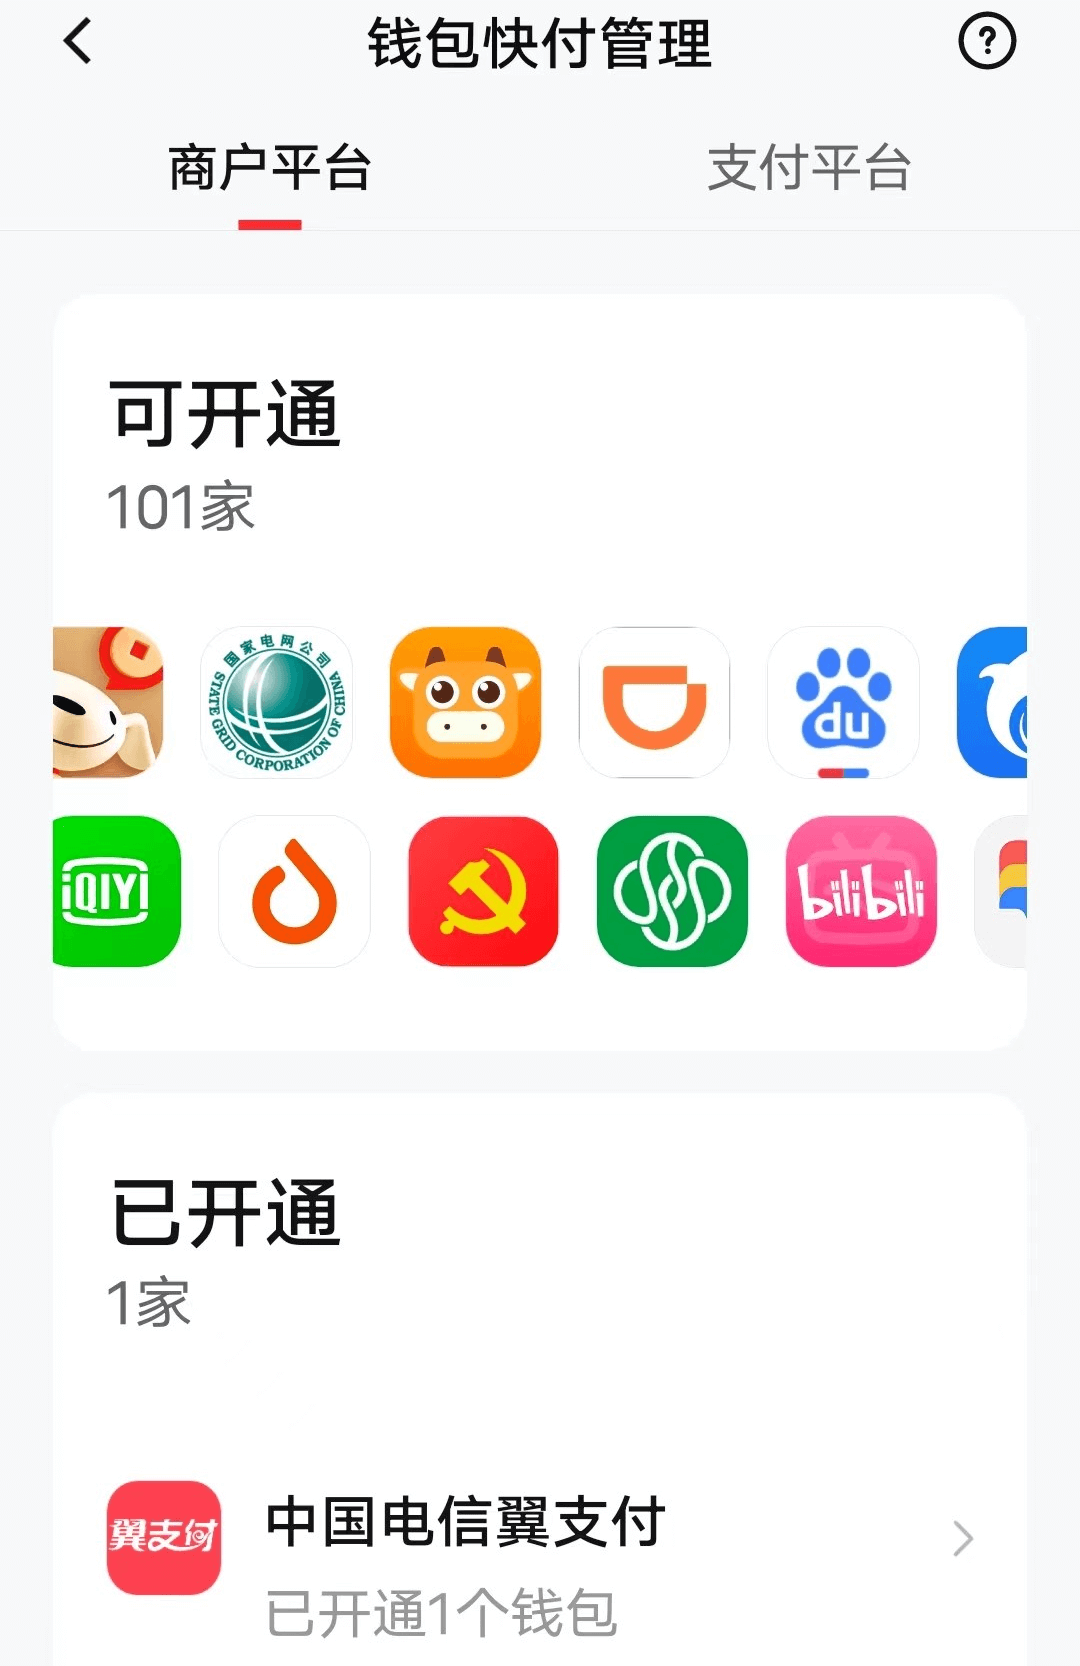 钱包快付管理
?
商户平台 支付平台
可开通
101家
国家电网公司
STATE GRID CORPORATION OF CHINA
du
iQIYI
bilibili
已开通
1家
翼支付
中国电信翼支付
已开通1个钱包